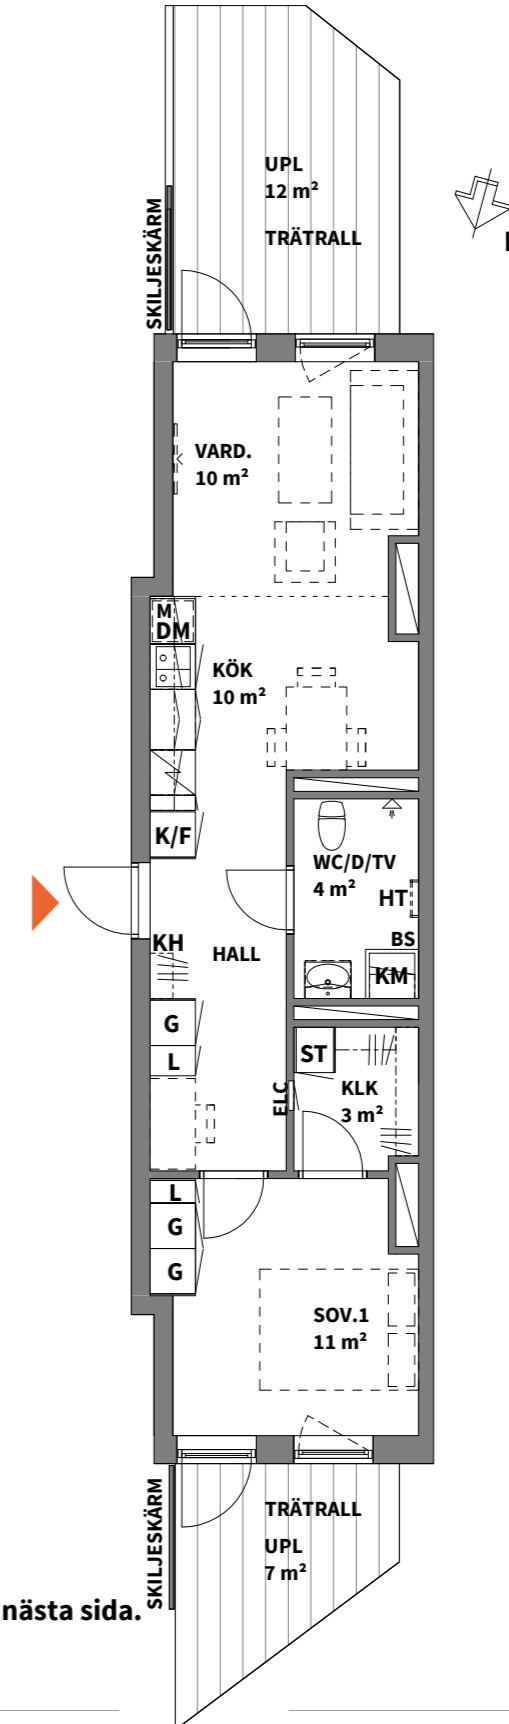 UPL
12 m²
TRÄTRALL
SKILJESKÄRM
VARD.
10 m²
M
DM
KÖK
10 m²
K/F
WC/D/TV
4 m²
HT
BS
KM
KH
HALL
G
L
ST
KLK
3 m²
ELC
L
G
G
SOV.1
11 m²
TRÄTRALL
UPL
7 m²
SKILJESKÄRM
nästa sida.